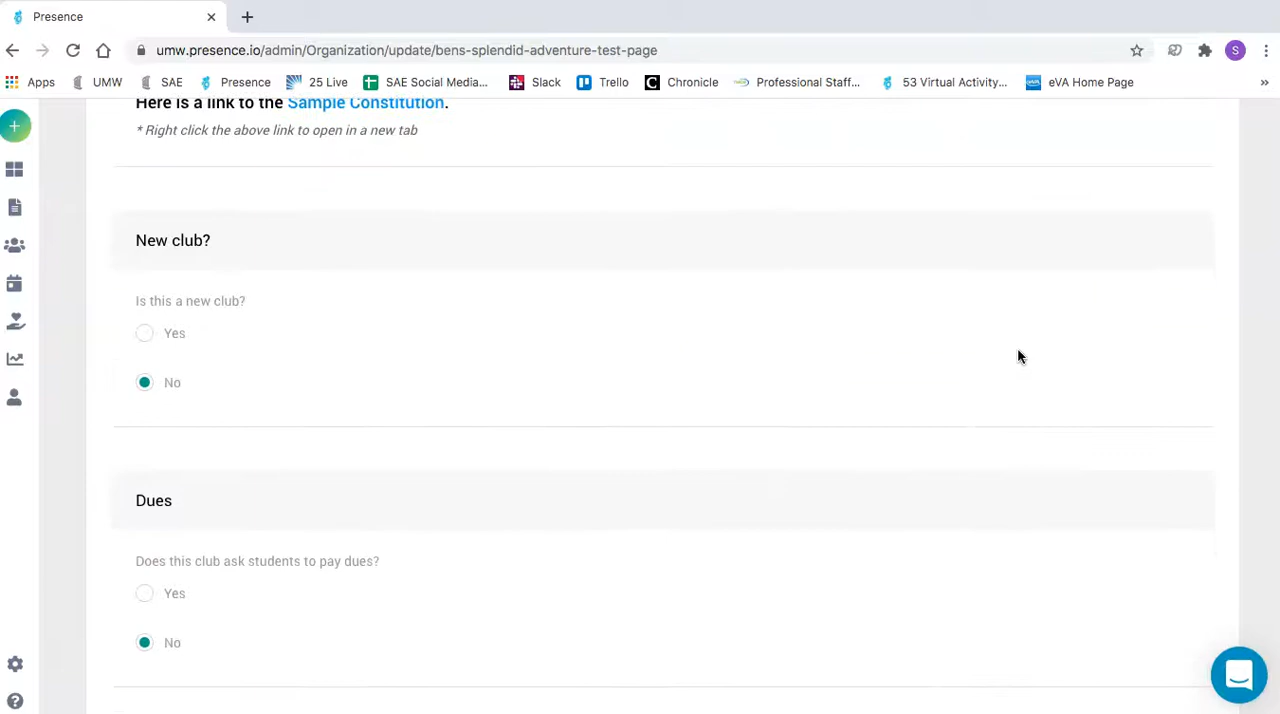 Presence
umw.presence.io/admin/Organization/update/bens-splendid-adventure-test-page
S
Apps UMW SAE Presence 25 Live SAE Social Media... Slack Trello Chronicle Professional Staff... 53 Virtual Activity... eVA Home Page »
Here is a link to the Sample Constitution.
* Right click the above link to open in a new tab
New club?
Is this a new club?
Yes
No
Dues
Does this club ask students to pay dues?
Yes
No